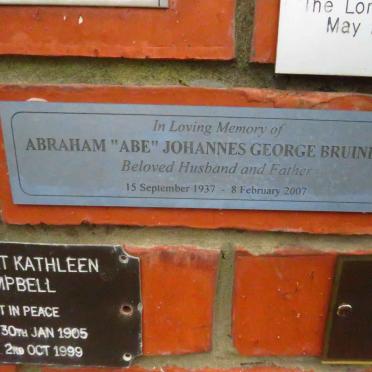 The Lor
May
In Loving Memory of
ABRAHAM "ABE" JOHANNES GEORGE BRUIN
Beloved Husband and Father
15 September 1937 - 8 February 2007
T KATHLEEN
MPBELL
T IN PEACE
30TH JAN 1905
2ND OCT 1999